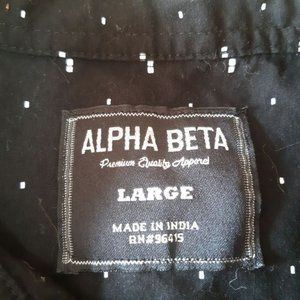 ALPHA BETA
Premium Quality Apparel
LARGE
MADE IN INDIA
RN#96415